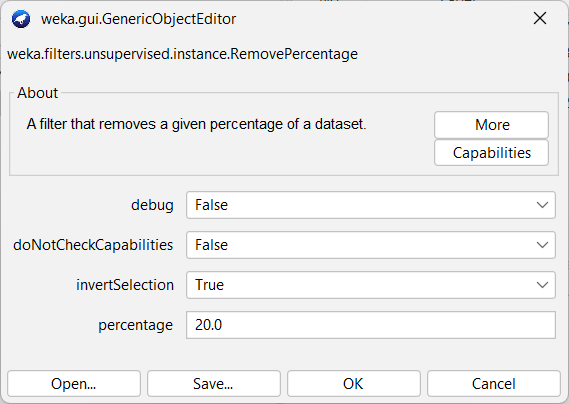 weka.gui.GenericObjectEditor
weka.filters.unsupervised.instance.RemovePercentage
About
A filter that removes a given percentage of a dataset.
More
Capabilities
debug False
doNotCheckCapabilities False
invertSelection True
percentage 20.0
Open... Save... OK Cancel